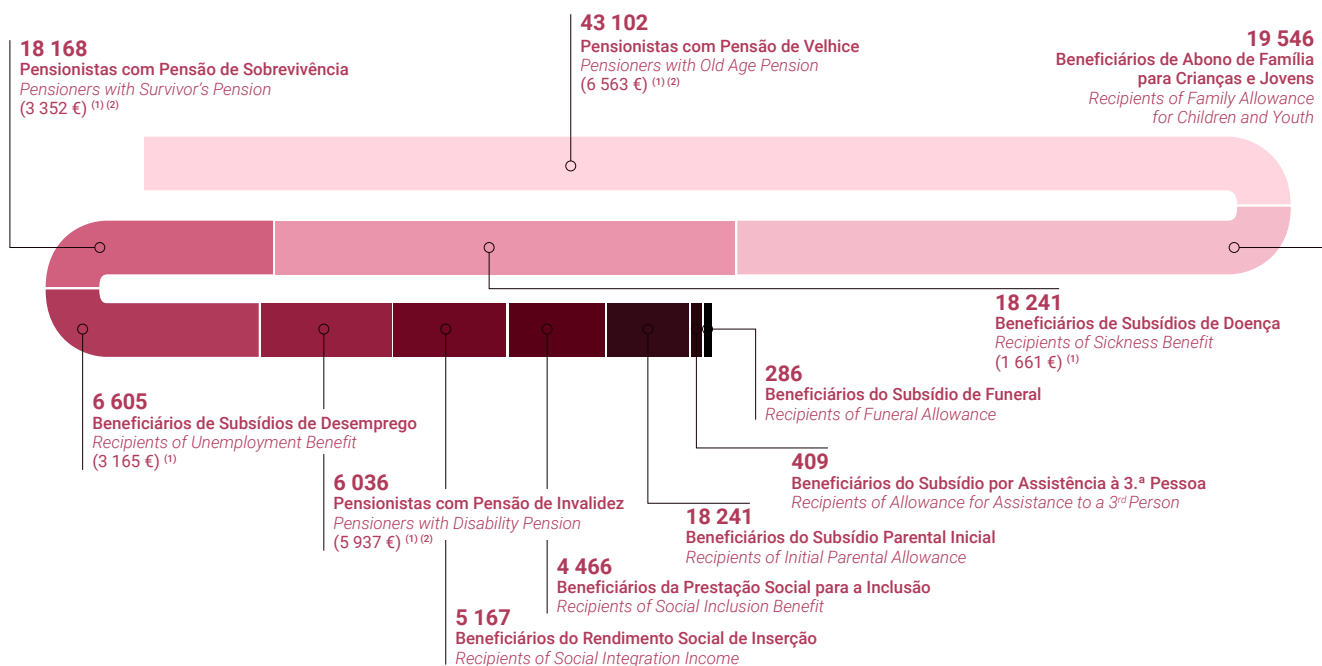 18 168
Pensionistas com Pensão de Sobrevivência
Pensioners with Survivor's Pension
(3 352 €) (1) (2)
43 102
Pensionistas com Pensão de Velhice
Pensioners with Old Age Pension
(6 563 €) (1) (2)
19 546
Beneficiários de Abono de Família
para Crianças e Jovens
Recipients of Family Allowance
for Children and Youth
18 241
Beneficiários de Subsídios de Doença
Recipients of Sickness Benefit
(1 661 €) (1)
6 605
Beneficiários de Subsídios de Desemprego
Recipients of Unemployment Benefit
(3 165 €) (1)
286
Beneficiários do Subsídio de Funeral
Recipients of Funeral Allowance
409
Beneficiários do Subsídio por Assistência à 3.ª Pessoa
Recipients of Allowance for Assistance to a 3rd Person
6 036
Pensionistas com Pensão de Invalidez
Pensioners with Disability Pension
(5 937 €) (1) (2)
18 241
Beneficiários do Subsídio Parental Inicial
Recipients of Initial Parental Allowance
4 466
Beneficiários da Prestação Social para a Inclusão
Recipients of Social Inclusion Benefit
5 167
Beneficiários do Rendimento Social de Inserção
Recipients of Social Integration Income